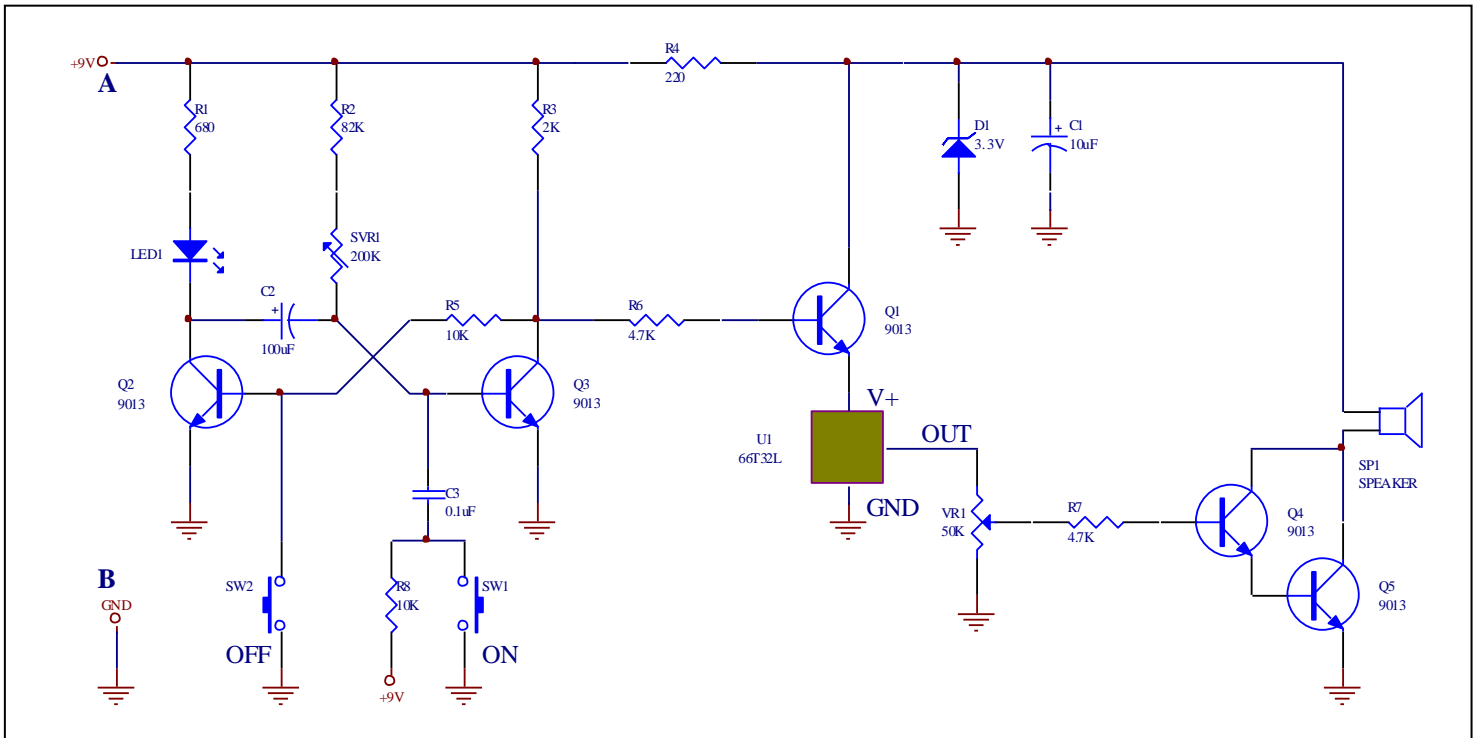 +9V
A
R1
680
R2
82K
R3
2K
R4
220
D1
3.3V
C1
10uF
LED1
SVR1
200K
C2
+
100uF
R5
10K
R6
4.7K
Q1
9013
+
Q2
9013
Q3
9013
V+
U1
66T32L
OUT
GND
SP1
SPEAKER
C3
0.1uF
VR1
50K
R7
4.7K
Q4
9013
Q5
9013
B
GND
SW2
OFF
R8
10K
SW1
ON
+9V